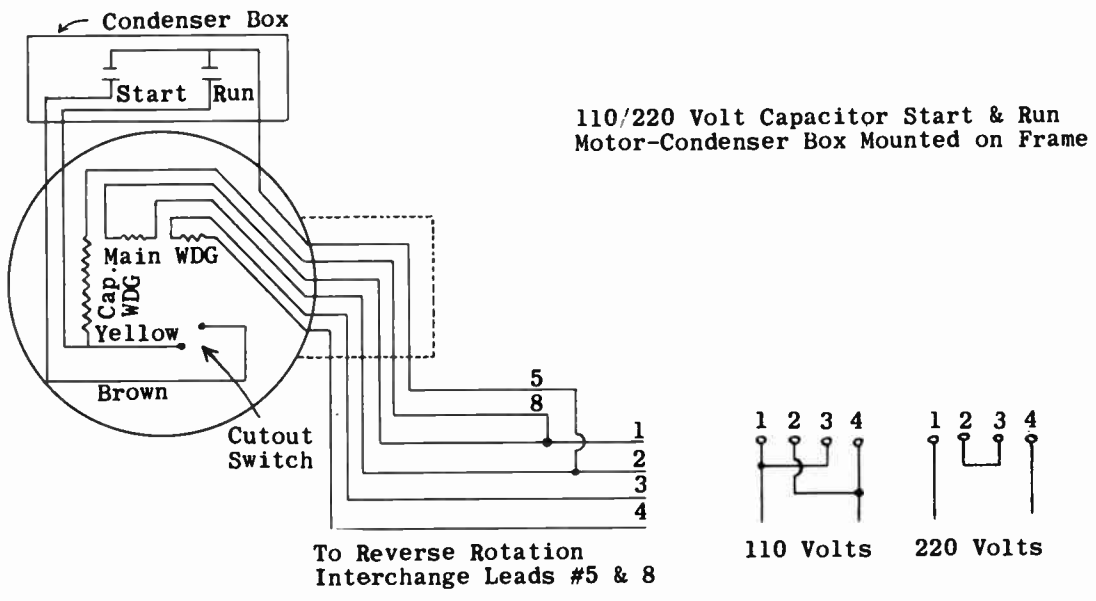 Condenser Box
Start Run
110/220 Volt Capacitor Start & Run
Motor-Condenser Box Mounted on Frame
Main WDG
Cap.
WDG
Yellow
Brown
Cutout
Switch
5
8
1
2
3
4
To Reverse Rotation
Interchange Leads #5 & 8
1 2 3 4
110 Volts
1 2 3 4
220 Volts